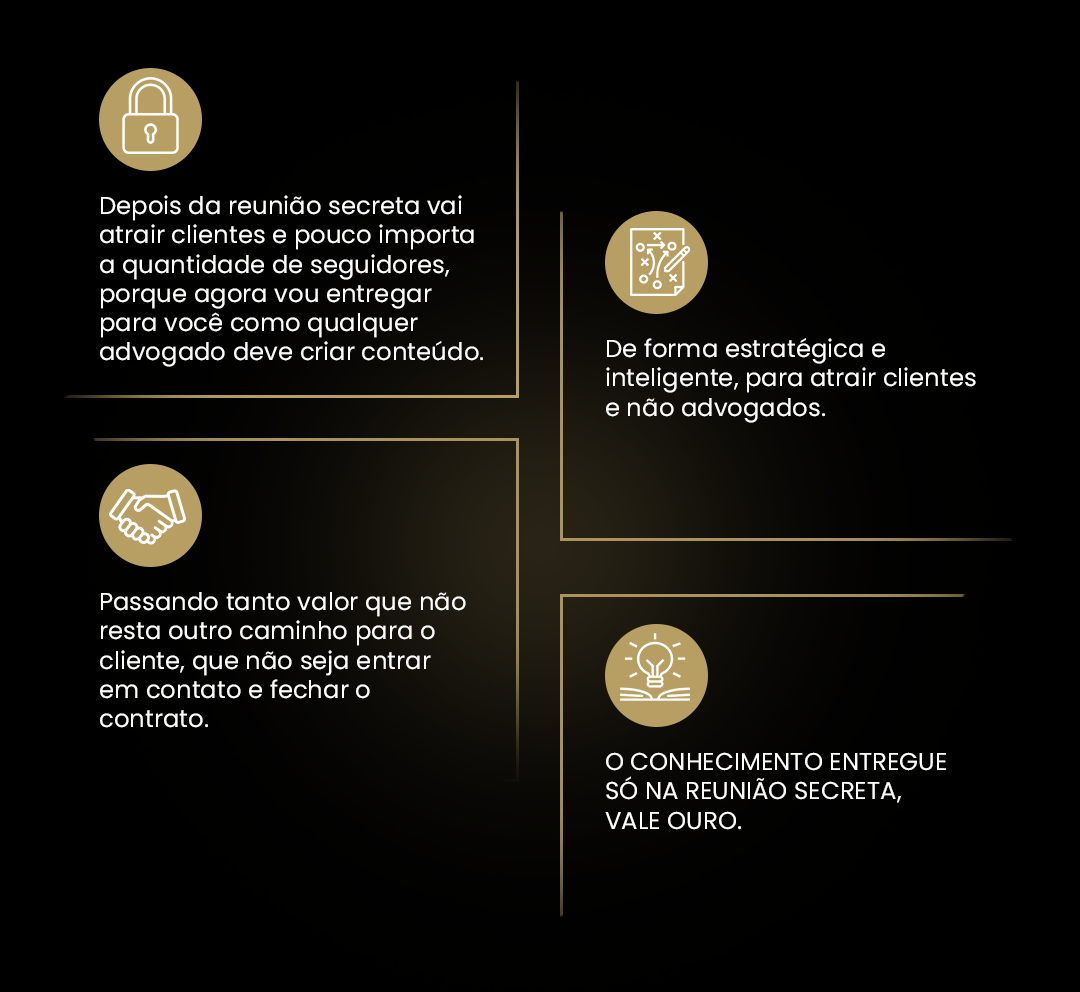 Depois da reunião secreta vai
atrair clientes e pouco importa
a quantidade de seguidores,
porque agora vou entregar
para você como qualquer
advogado deve criar conteúdo.
De forma estratégica e
inteligente, para atrair clientes
e não advogados.
Passando tanto valor que não
resta outro caminho para o
cliente, que não seja entrar
em contato e fechar o
contrato.
O CONHECIMENTO ENTREGUE
SÓ NA REUNIÃO SECRETA,
VALE OURO.